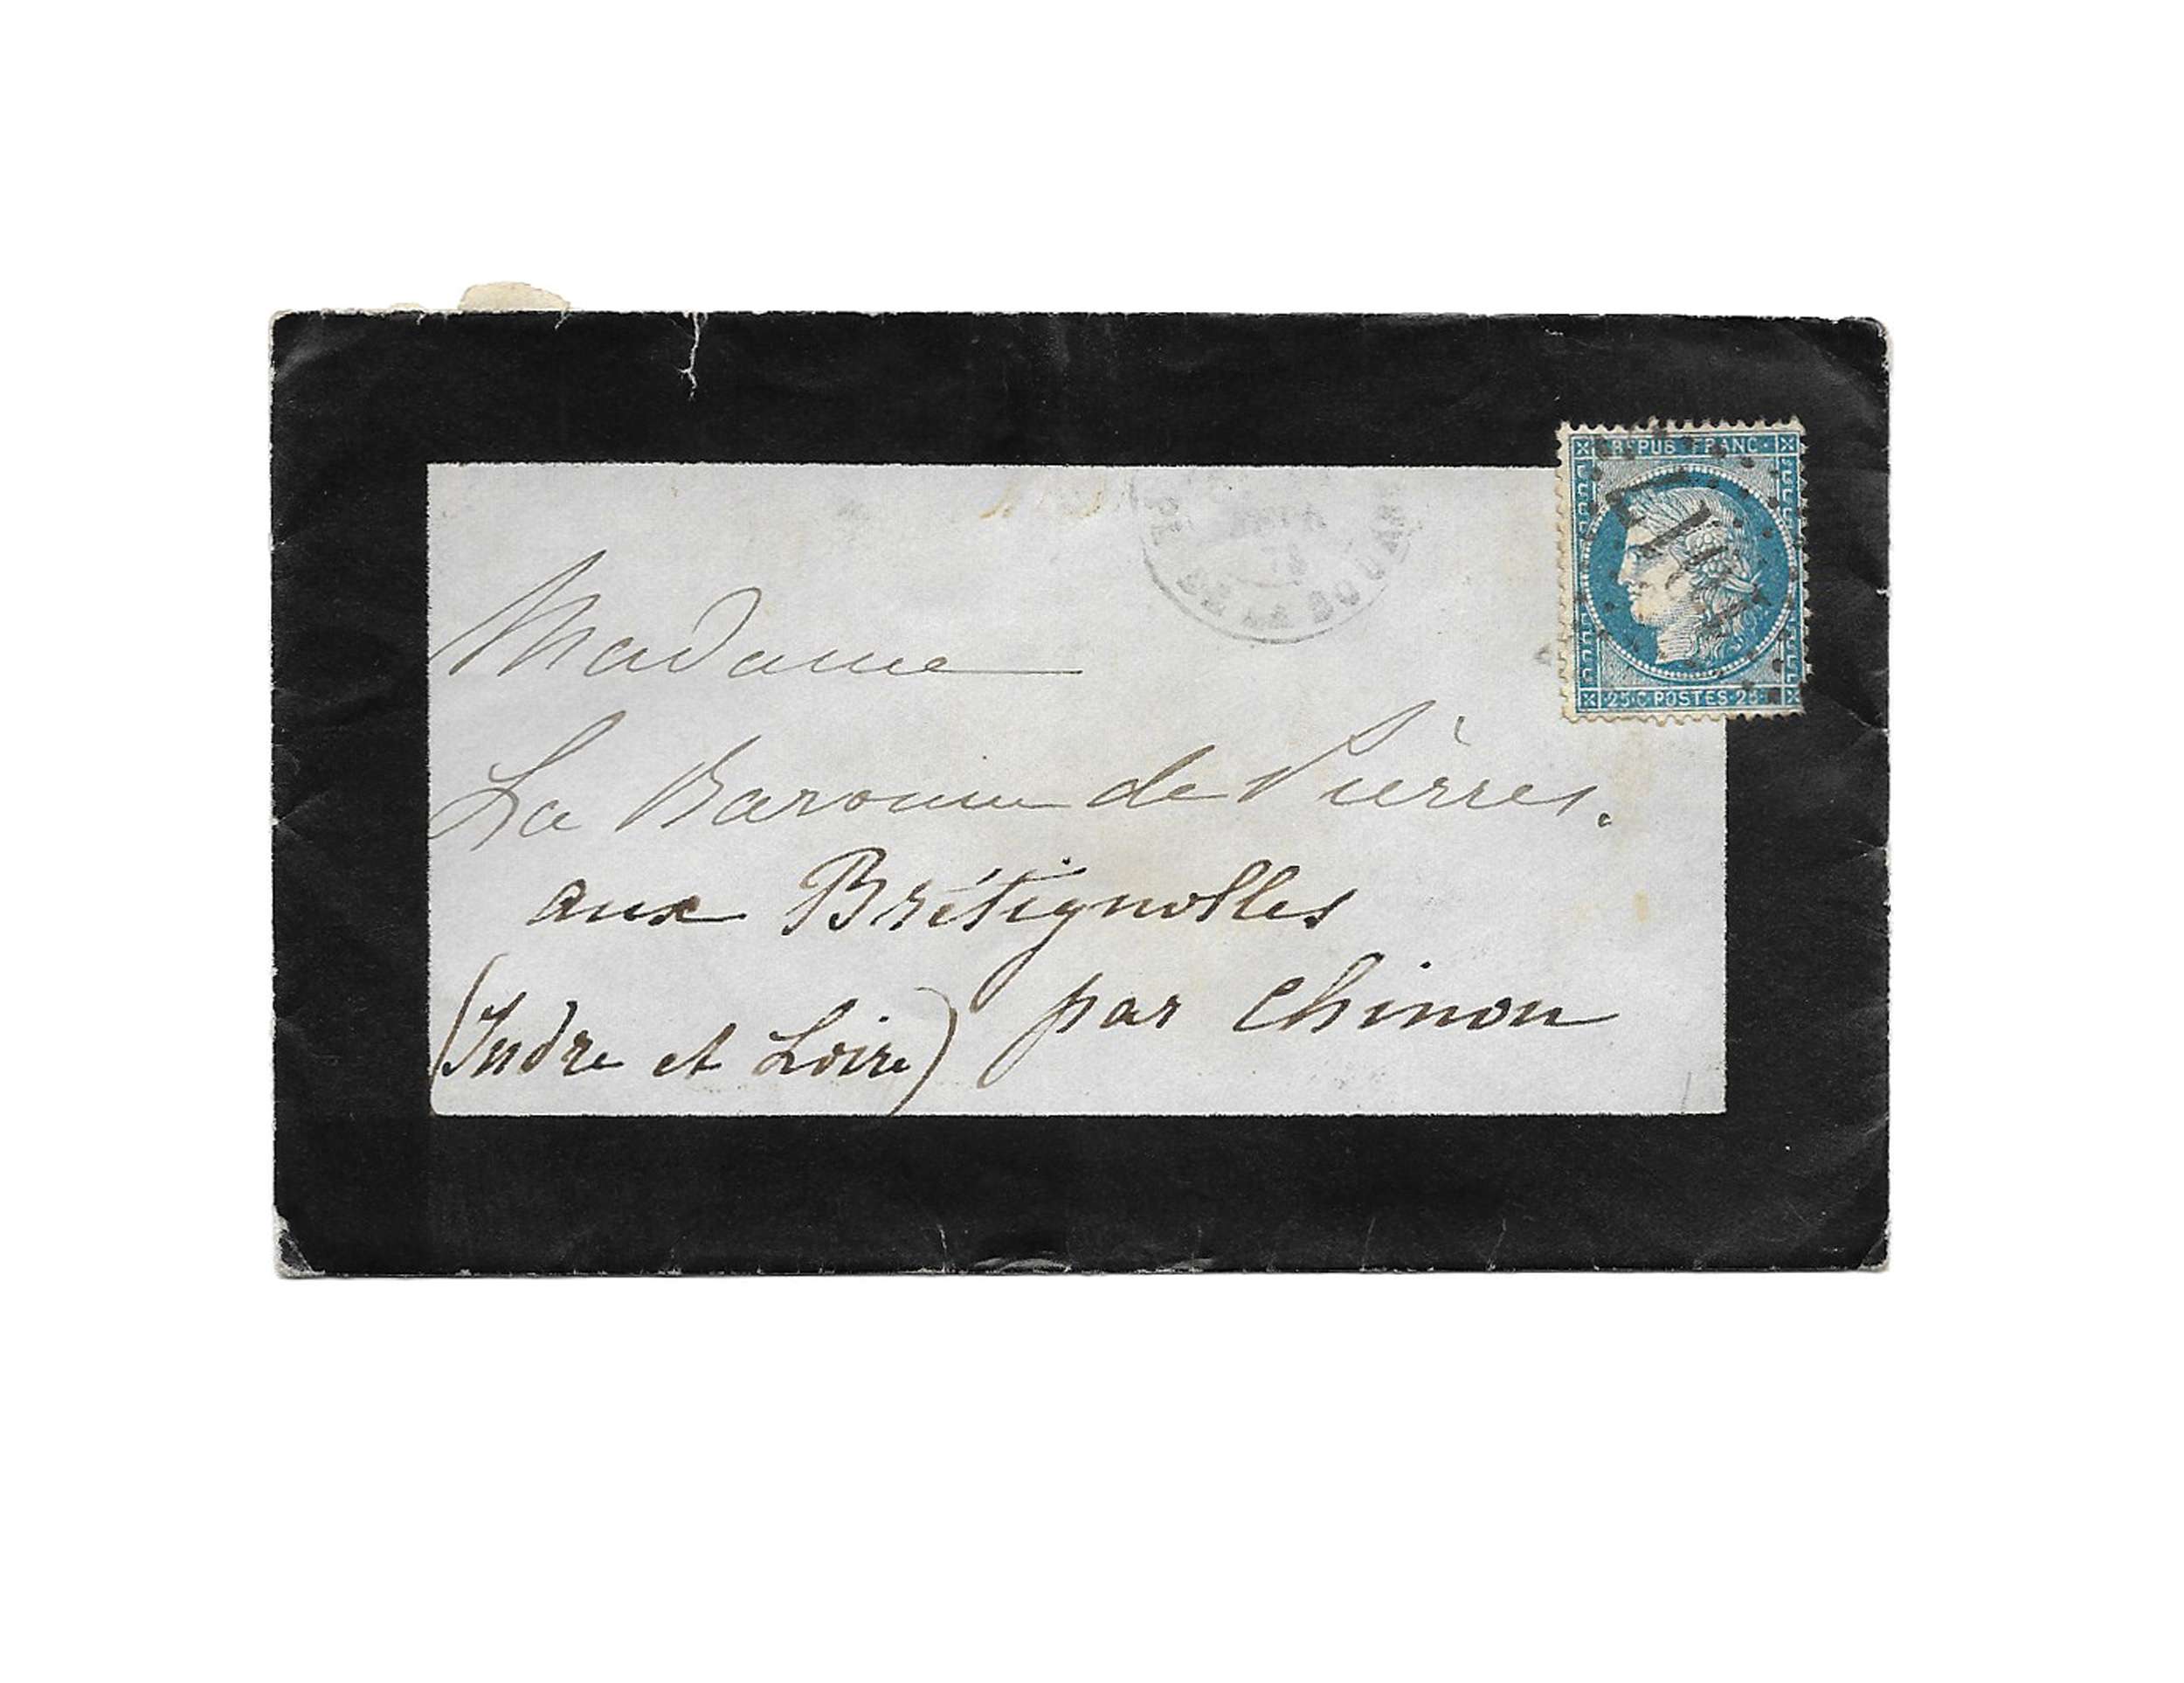 REPUB·FRANC·
Madame
La Baronne de Pierres.
aux Brétignolles
par Chinon
(Indre et Loire)
25·C·POSTES·25·C